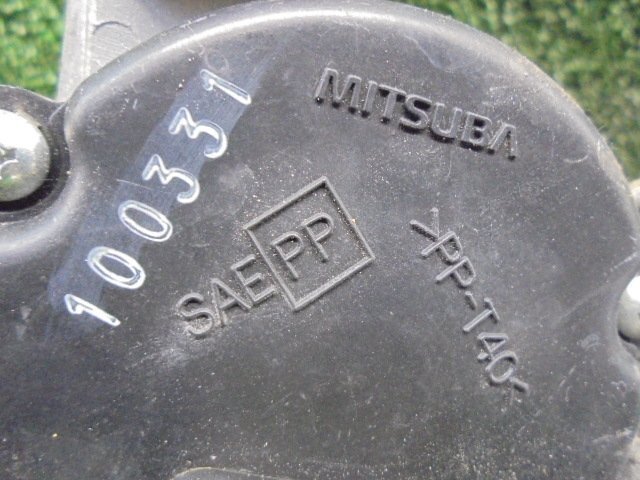 MITSUBA
100331
SAE PP
>PP-T40<